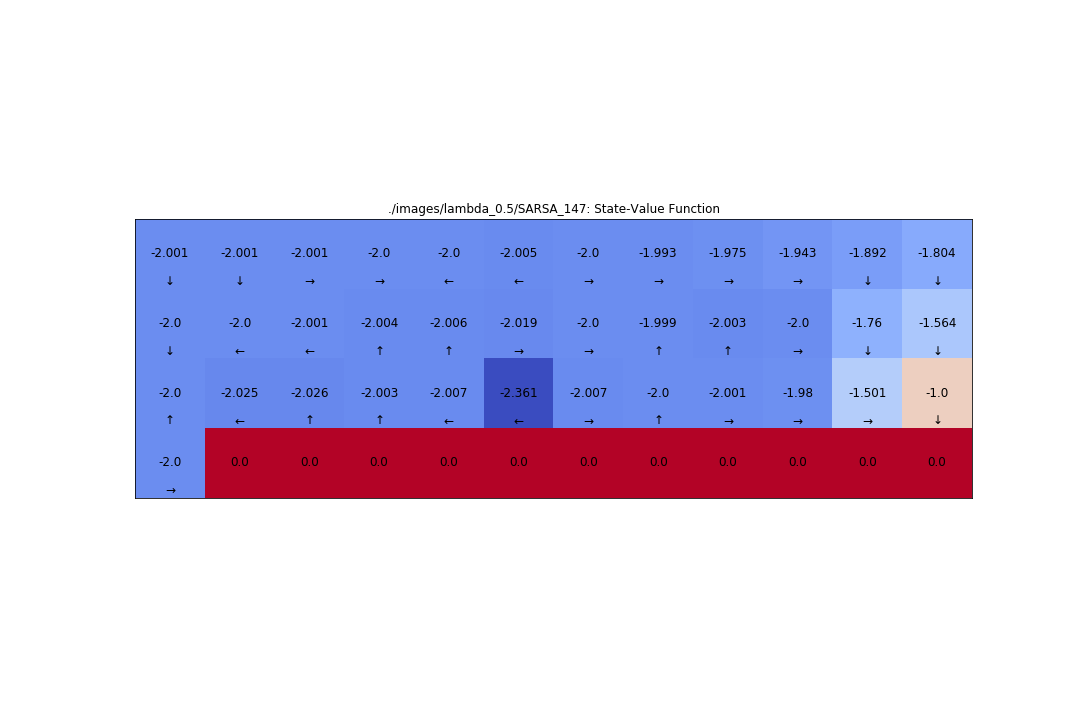 ./images/lambda_0.5/SARSA_147: State-Value Function
-2.001 -2.001 -2.001 -2.0 -2.0 -2.005 -2.0 -1.993 -1.975 -1.943 -1.892 -1.804
↓ ↓ → → ← ← → → → → ↓ ↓
-2.0 -2.0 -2.001 -2.004 -2.006 -2.019 -2.0 -1.999 -2.003 -2.0 -1.76 -1.564
↓ ← ← ↑ ↑ → → ↑ ↑ → ↓ ↓
-2.0 -2.025 -2.026 -2.003 -2.007 -2.361 -2.007 -2.0 -2.001 -1.98 -1.501 -1.0
↑ ← ↑ ↑ ← ← → ↑ → → → ↓
-2.0 0.0 0.0 0.0 0.0 0.0 0.0 0.0 0.0 0.0 0.0 0.0
→